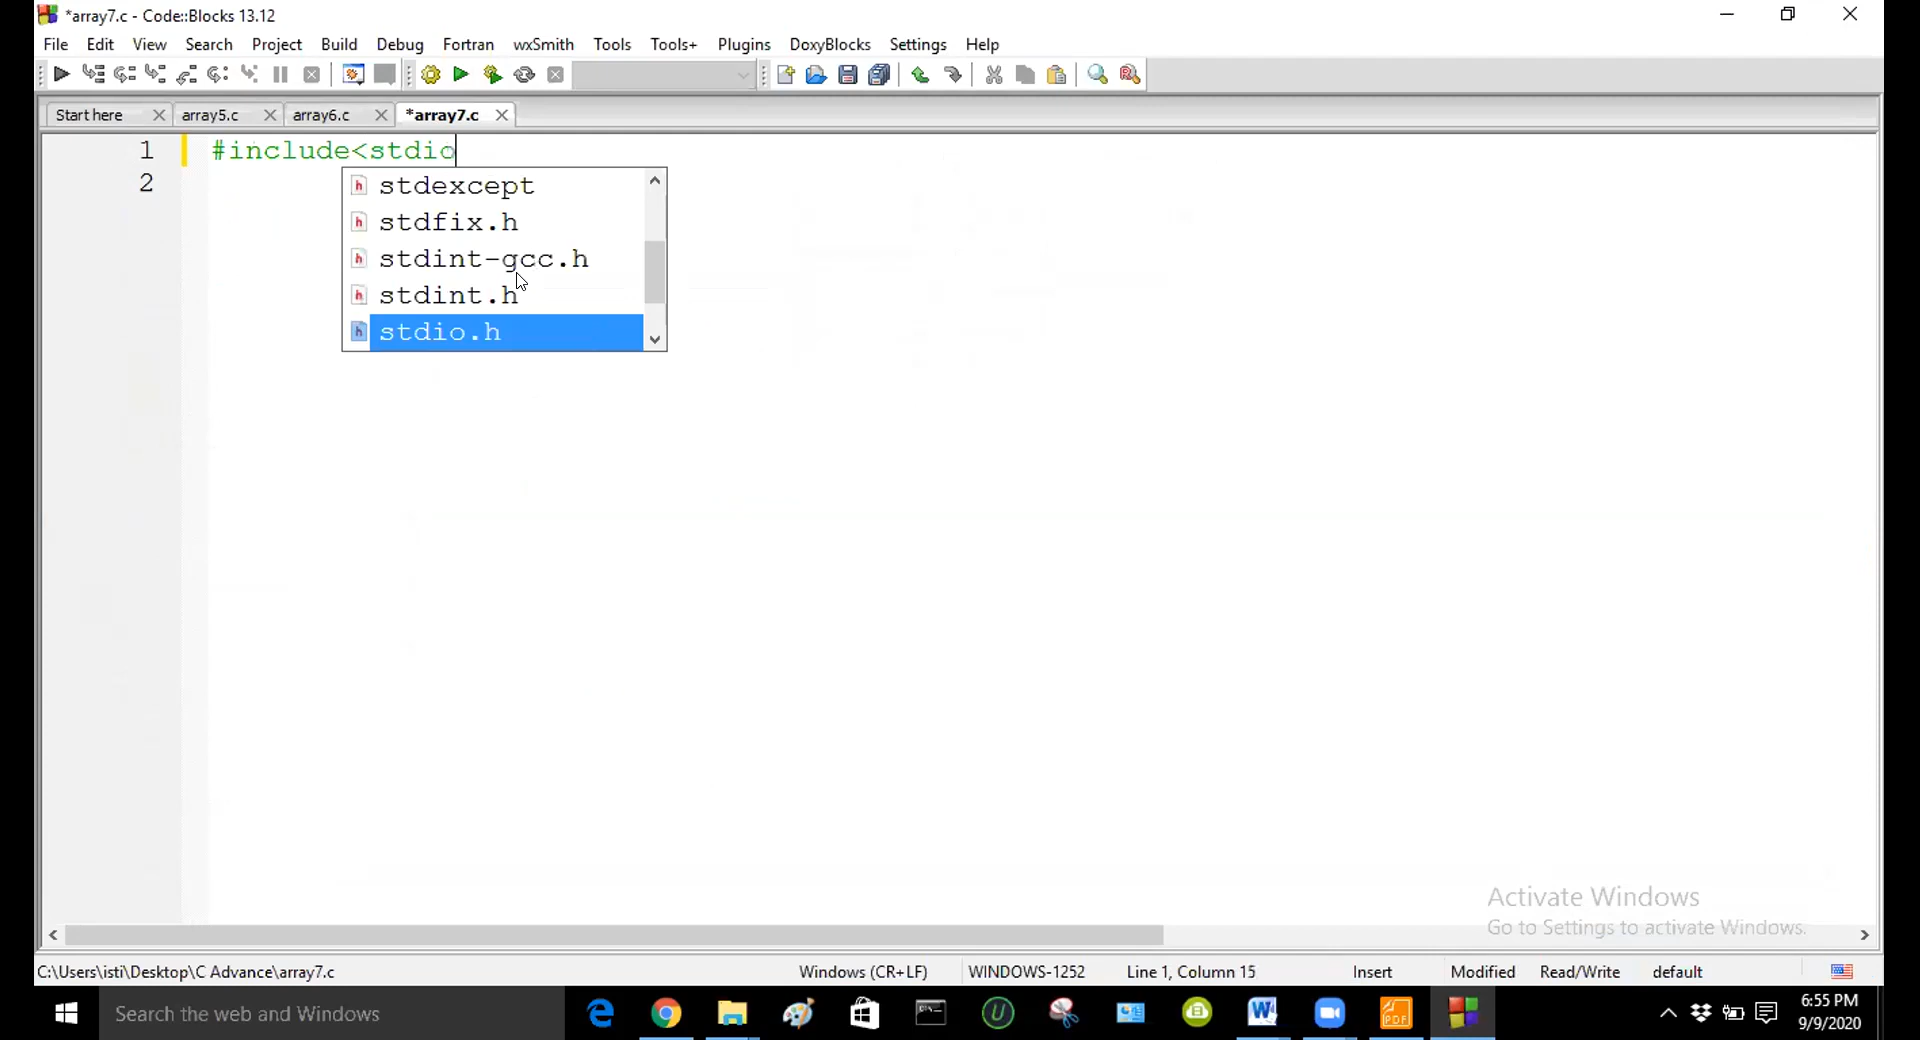 *array7.c - Code::Blocks 13.12
File Edit View Search Project Build Debug Fortran wxSmith Tools Tools+ Plugins DoxyBlocks Settings Help
Start here array5.c array6.c *array7.c
1 #include<stdio
2
stdexcept
stdfix.h
stdint-gcc.h
stdint.h
stdio.h
Activate Windows
Go to Settings to activate Windows.
C:\Users\isti\Desktop\C Advance\array7.c Windows (CR+LF) WINDOWS-1252 Line 1, Column 15 Insert Modified Read/Write default
Search the web and Windows
6:55 PM
9/9/2020